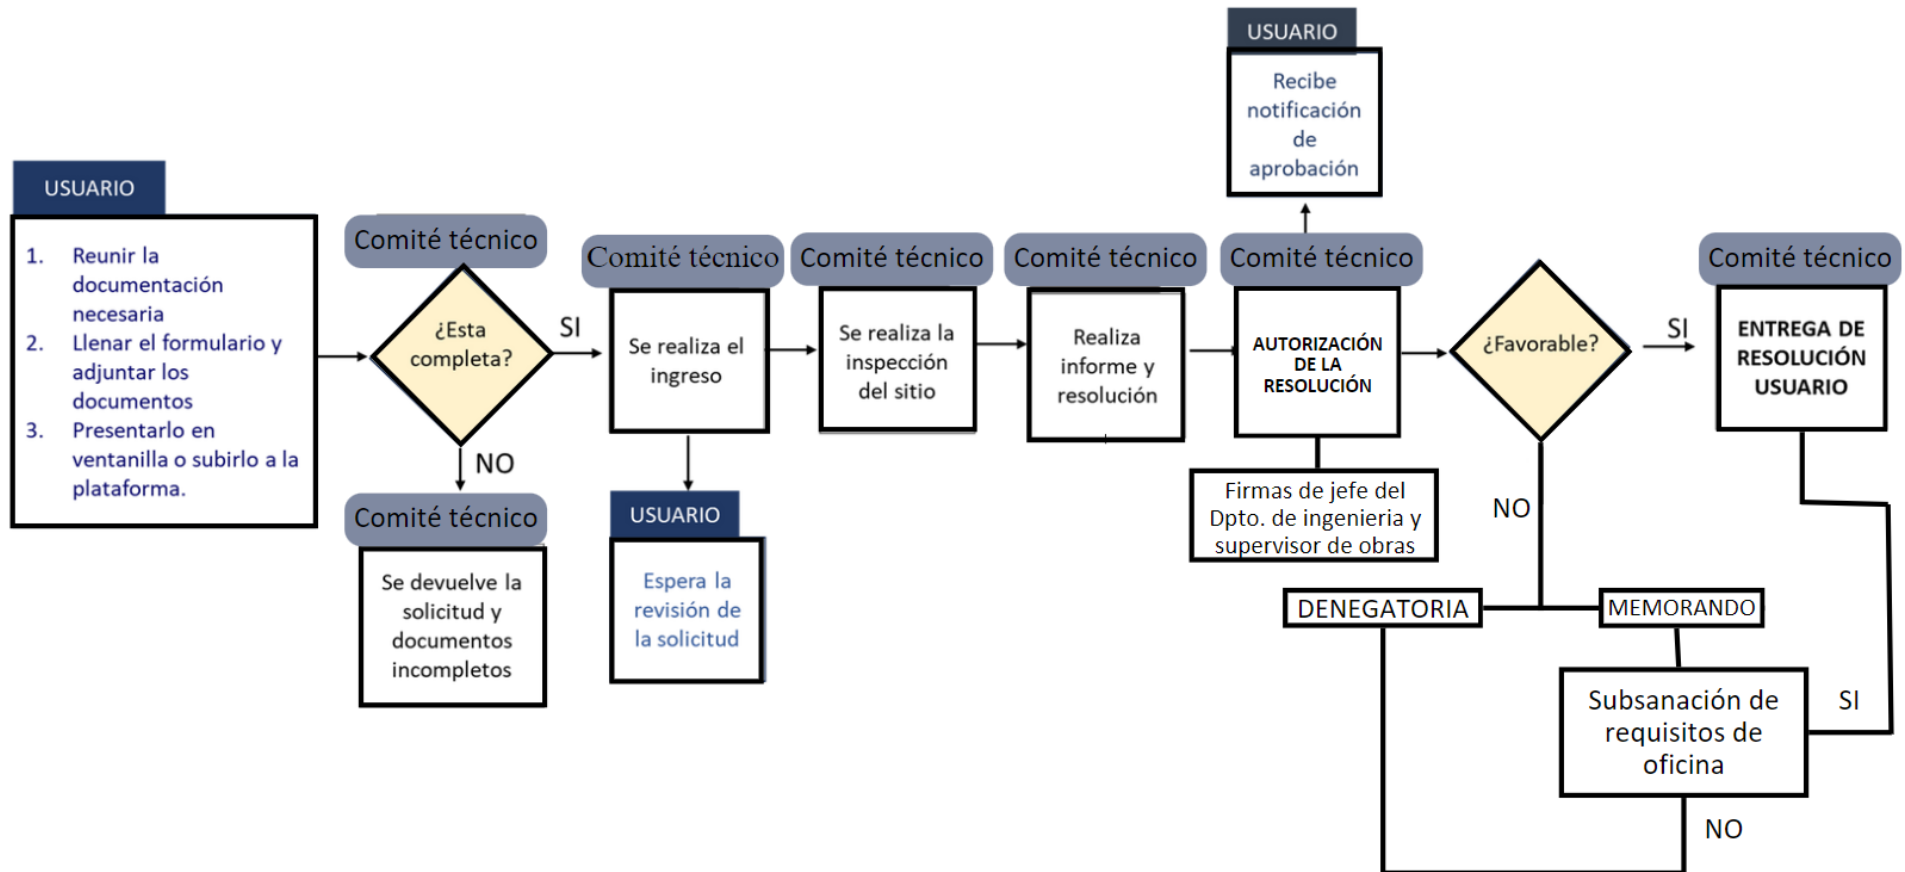 USUARIO
1. Reunir la
documentación
necesaria
2. Llenar el formulario y
adjuntar los
documentos
3. Presentarlo en
ventanilla o subirlo a la
plataforma.
Comité técnico
¿Esta
completa?
SI
NO
Comité técnico
Se devuelve la
solicitud y
documentos
incompletos
Comité técnico
Se realiza el
ingreso
USUARIO
Espera la
revisión de
la solicitud
Comité técnico
Se realiza la
inspección
del sitio
Comité técnico
Realiza
informe y
resolución
USUARIO
Recibe
notificación
de
aprobación
Comité técnico
AUTORIZACIÓN
DE LA
RESOLUCIÓN
Firmas de jefe del
Dpto. de ingenieria y
supervisor de obras
¿Favorable?
SI
NO
Comité técnico
ENTREGA DE
RESOLUCIÓN
USUARIO
DENEGATORIA
MEMORANDO
Subsanación de
requisitos de
oficina
SI
NO